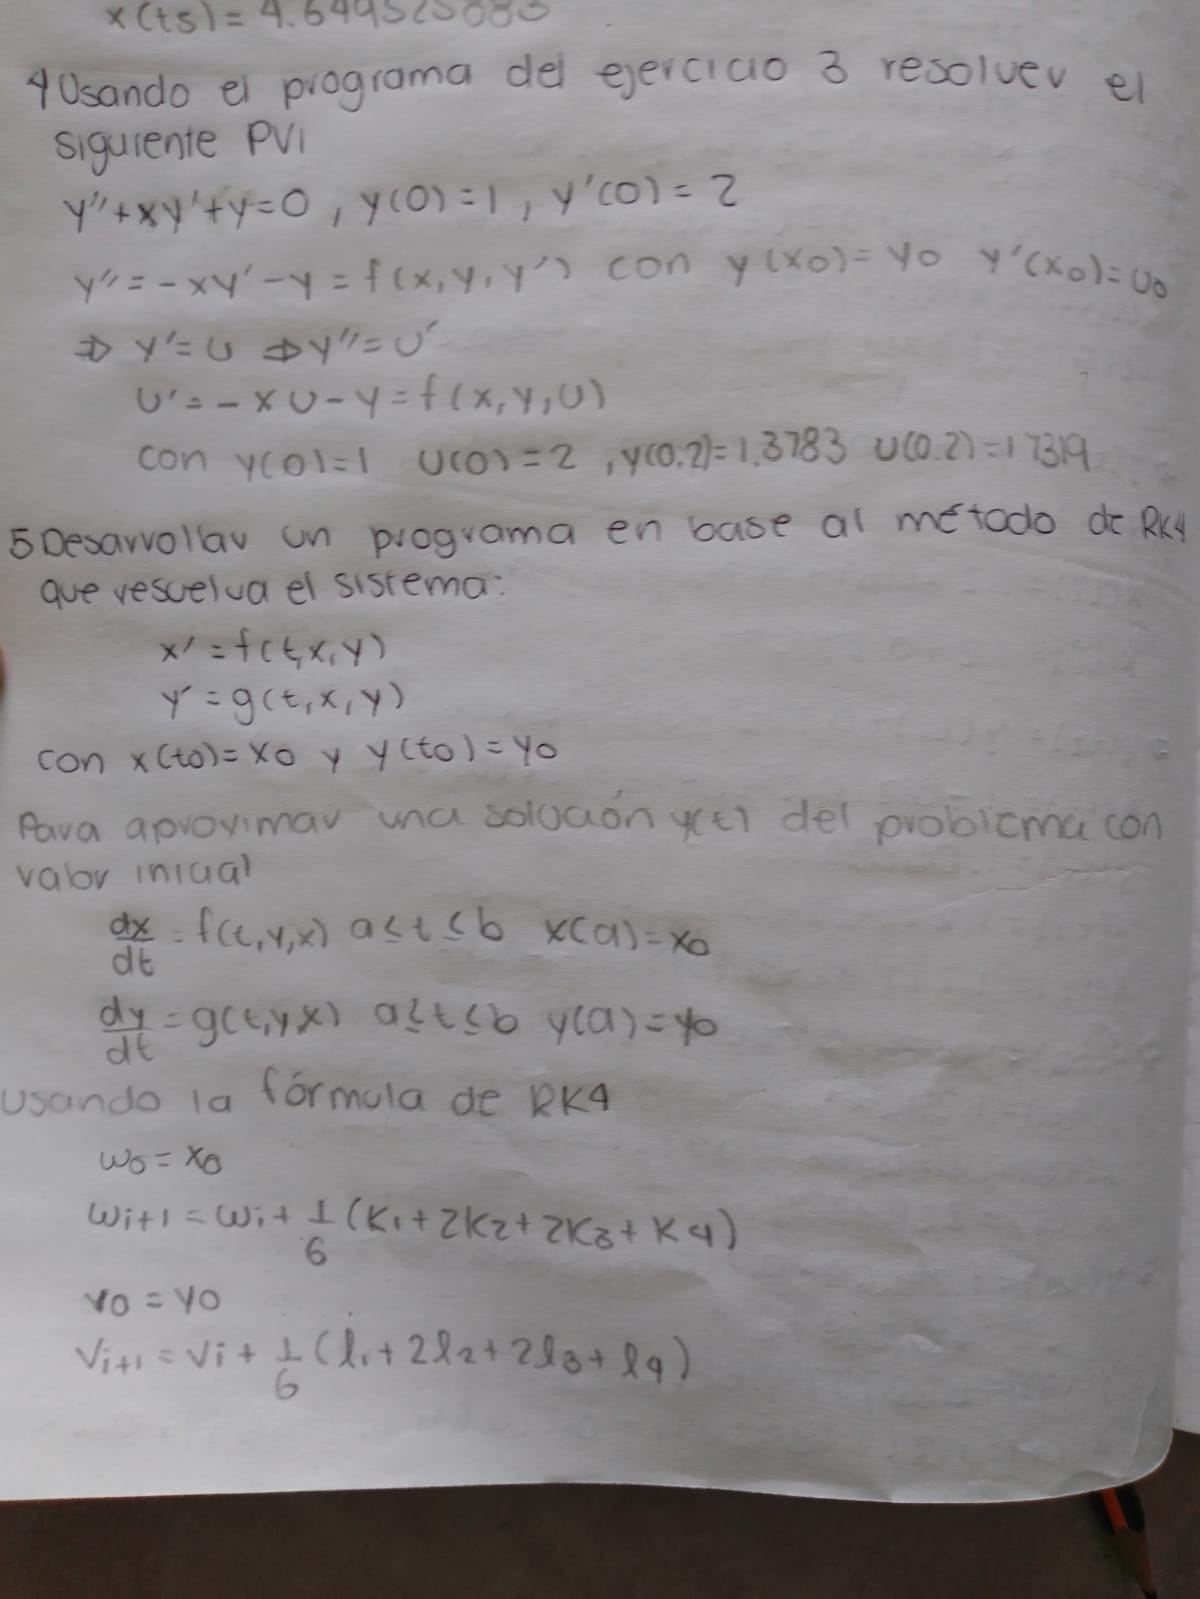 x(t5)=4.649525083
4 Usando el programa del ejercicio 3 resolver el
siguiente PVI
y''+xy'+y=0, y(0)=1, y'(0)=2
y''=-xy'-y=f(x,y,y') con y(x0)=y0 y'(x0)=u0
⇒ y'=u ⇒ y''=u'
u'=-xu-y=f(x,y,u)
con y(0)=1 u(0)=2, y(0.2)=1.3783 u(0.2)=1.7319
5 Desarrollar un programa en base al método de RK4
que resuelva el sistema:
x'=f(t,x,y)
y'=g(t,x,y)
con x(t0)=x0 y y(t0)=y0
Para aproximar una solución y(t) del problema con
valor inicial
dx/dt = f(t,y,x) a≤t≤b x(a)=x0
dy/dt = g(t,y,x) a≤t≤b y(a)=y0
usando la fórmula de RK4
w0=x0
wi+1=wi+1/6(K1+2K2+2K3+K4)
v0=y0
vi+1=vi+1/6(l1+2l2+2l3+l4)